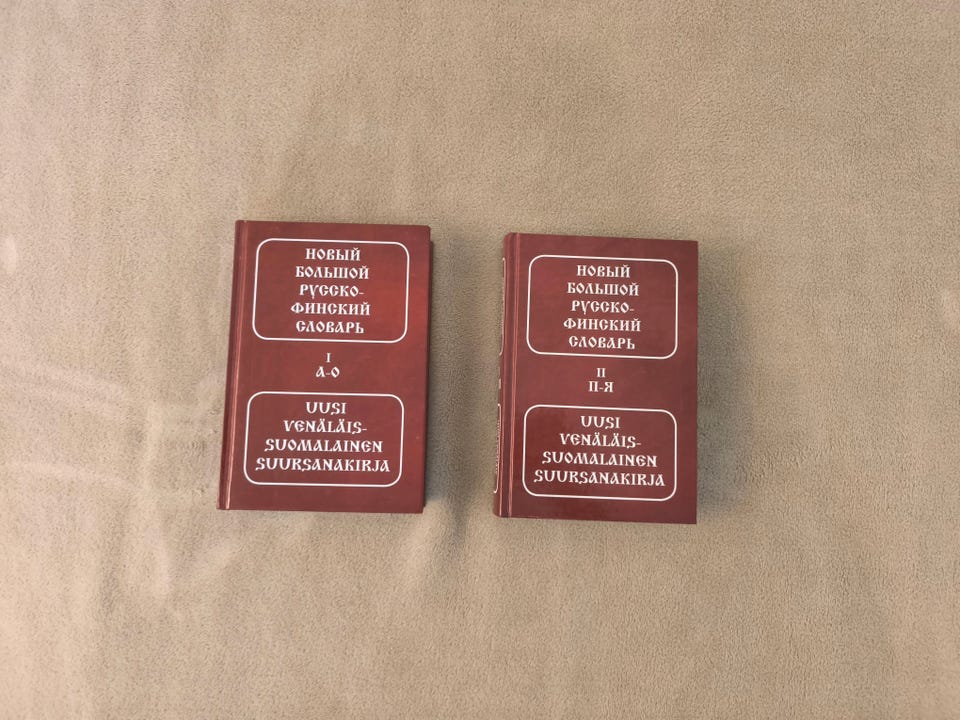 НОВЫЙ
БОЛЬШОЙ
РУССКО-
ФИНСКИЙ
СЛОВАРЬ
I
А-О
UUSI
VENÄLÄIS-
SUOMALAINEN
SUURSANAKIRJA
НОВЫЙ
БОЛЬШОЙ
РУССКО-
ФИНСКИЙ
СЛОВАРЬ
II
П-Я
UUSI
VENÄLÄIS-
SUOMALAINEN
SUURSANAKIRJA